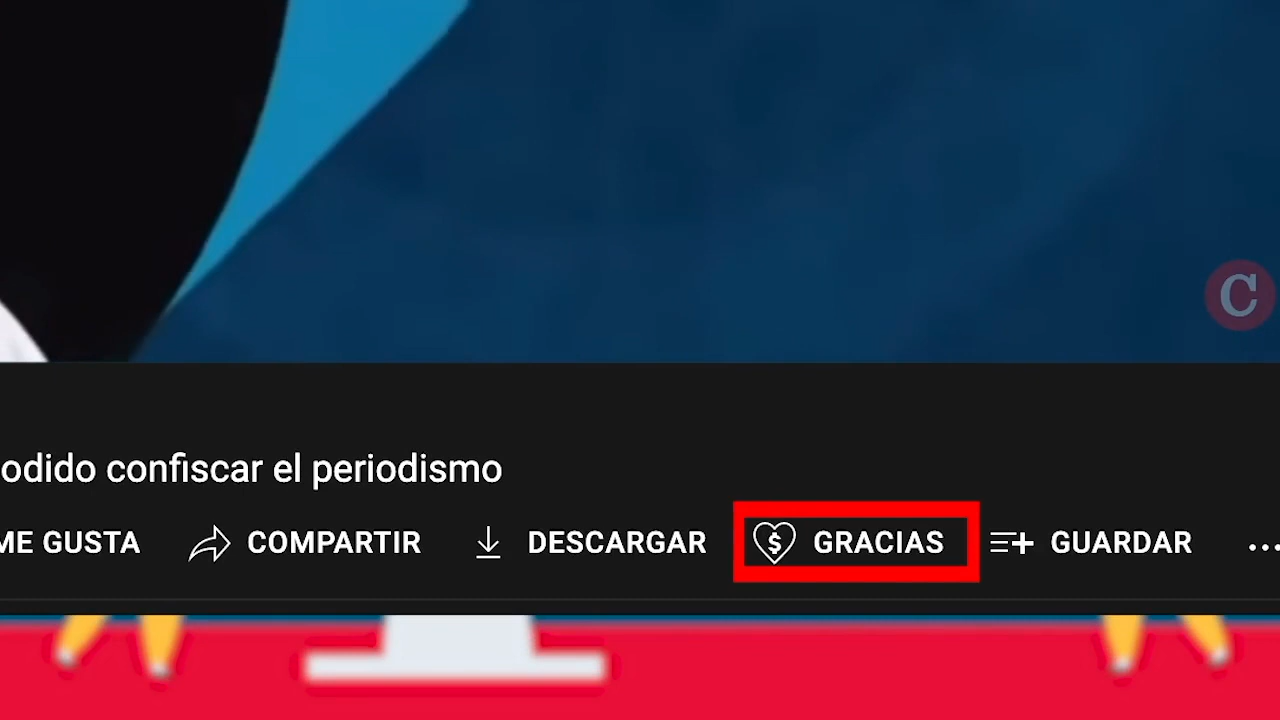 C
odido confiscar el periodismo
ME GUSTA COMPARTIR DESCARGAR GRACIAS GUARDAR ...